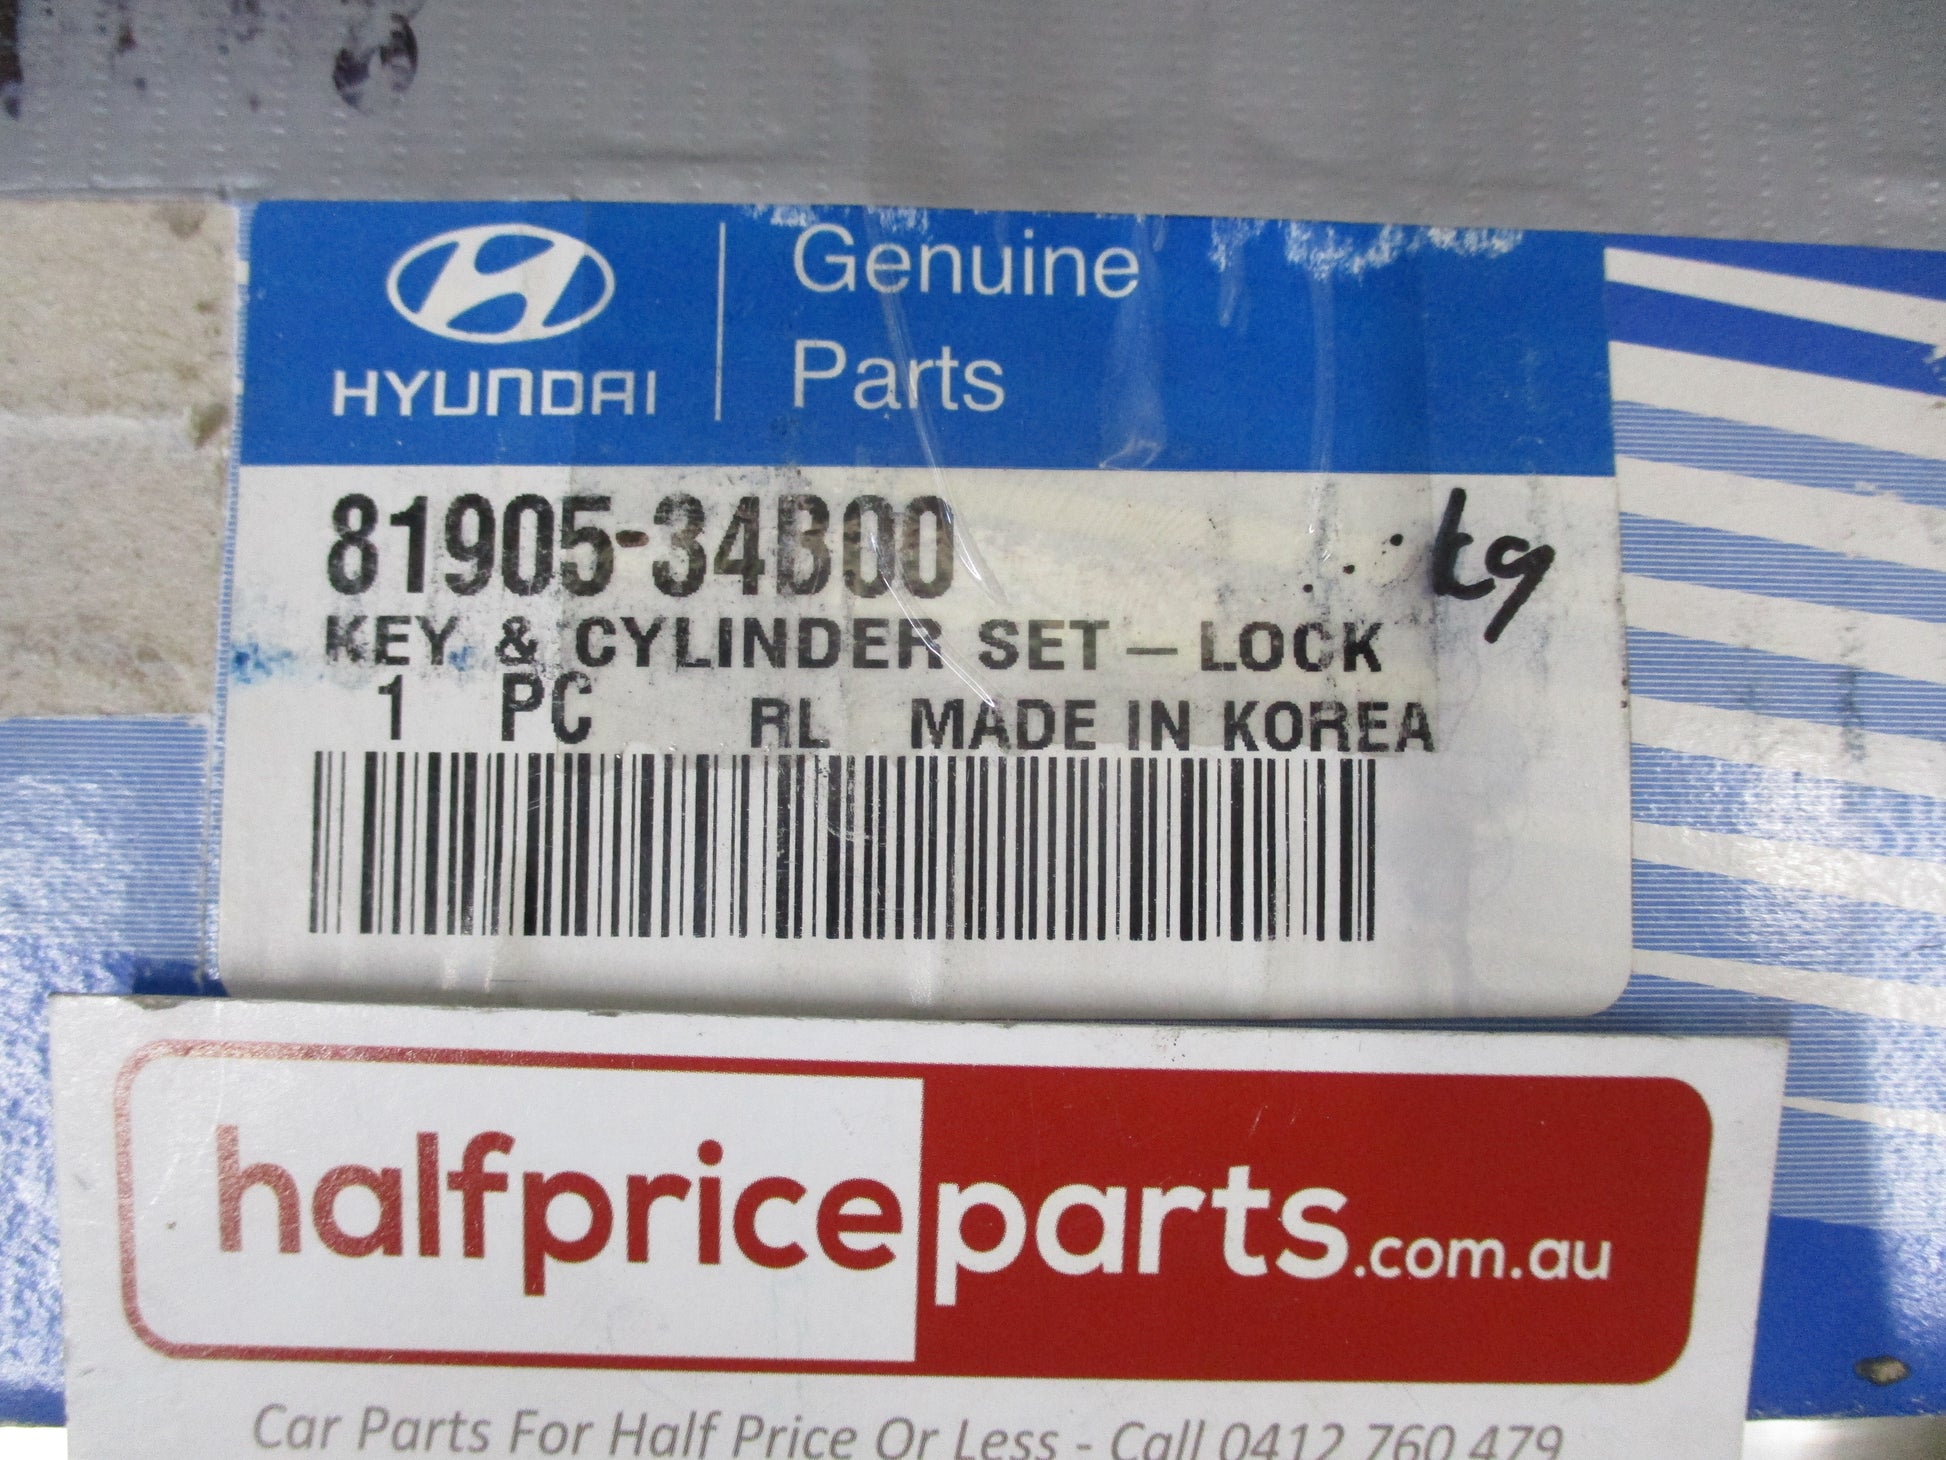 HYUNDAI
Genuine
Parts
81905-34B00
KEY & CYLINDER SET - LOCK
1 PC RL MADE IN KOREA
halfpriceparts.com.au
Car Parts For Half Price Or Less - Call 0412 760 479